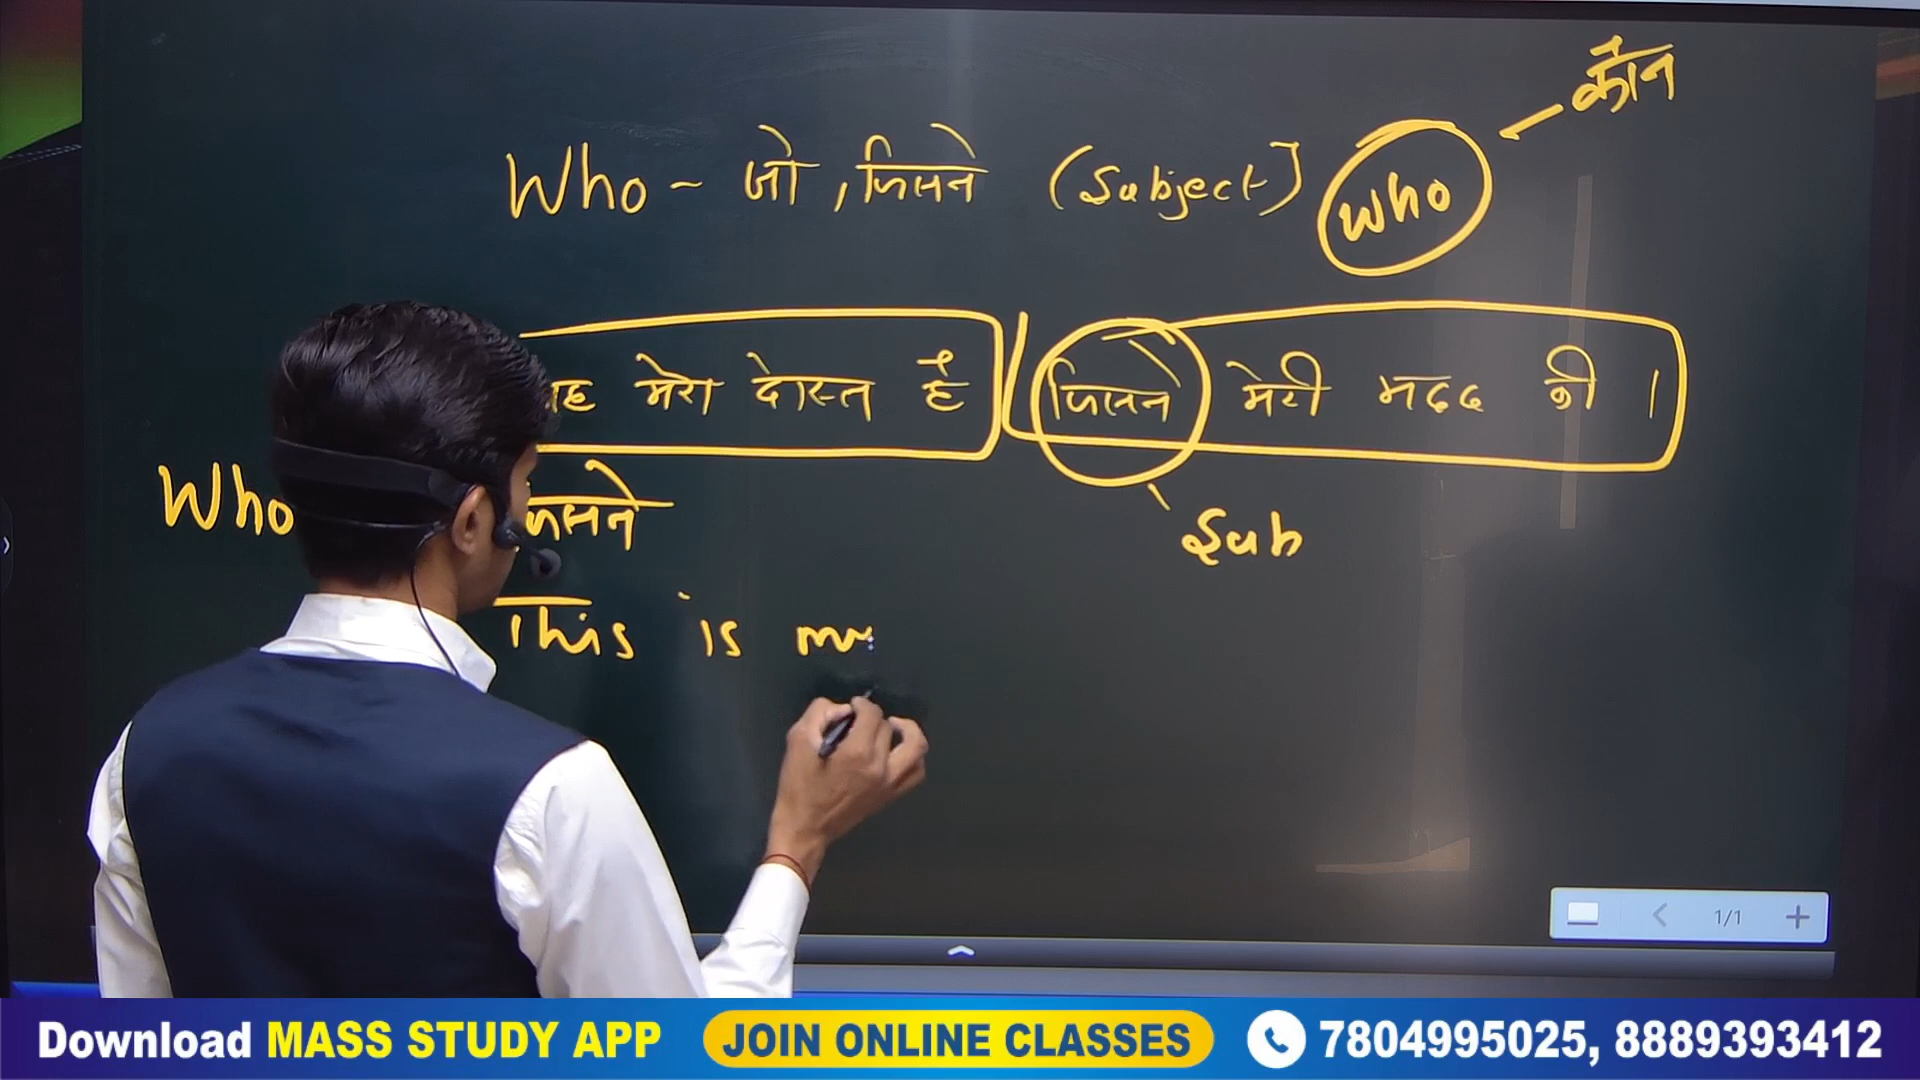 कौन
Who - जो , जिसने (Subject) Who
मेरा दोस्त है जिसने मेरी मदद की ।
Who जिसने
Sub
This is my
1/1
Download MASS STUDY APP JOIN ONLINE CLASSES 7804995025, 8889393412